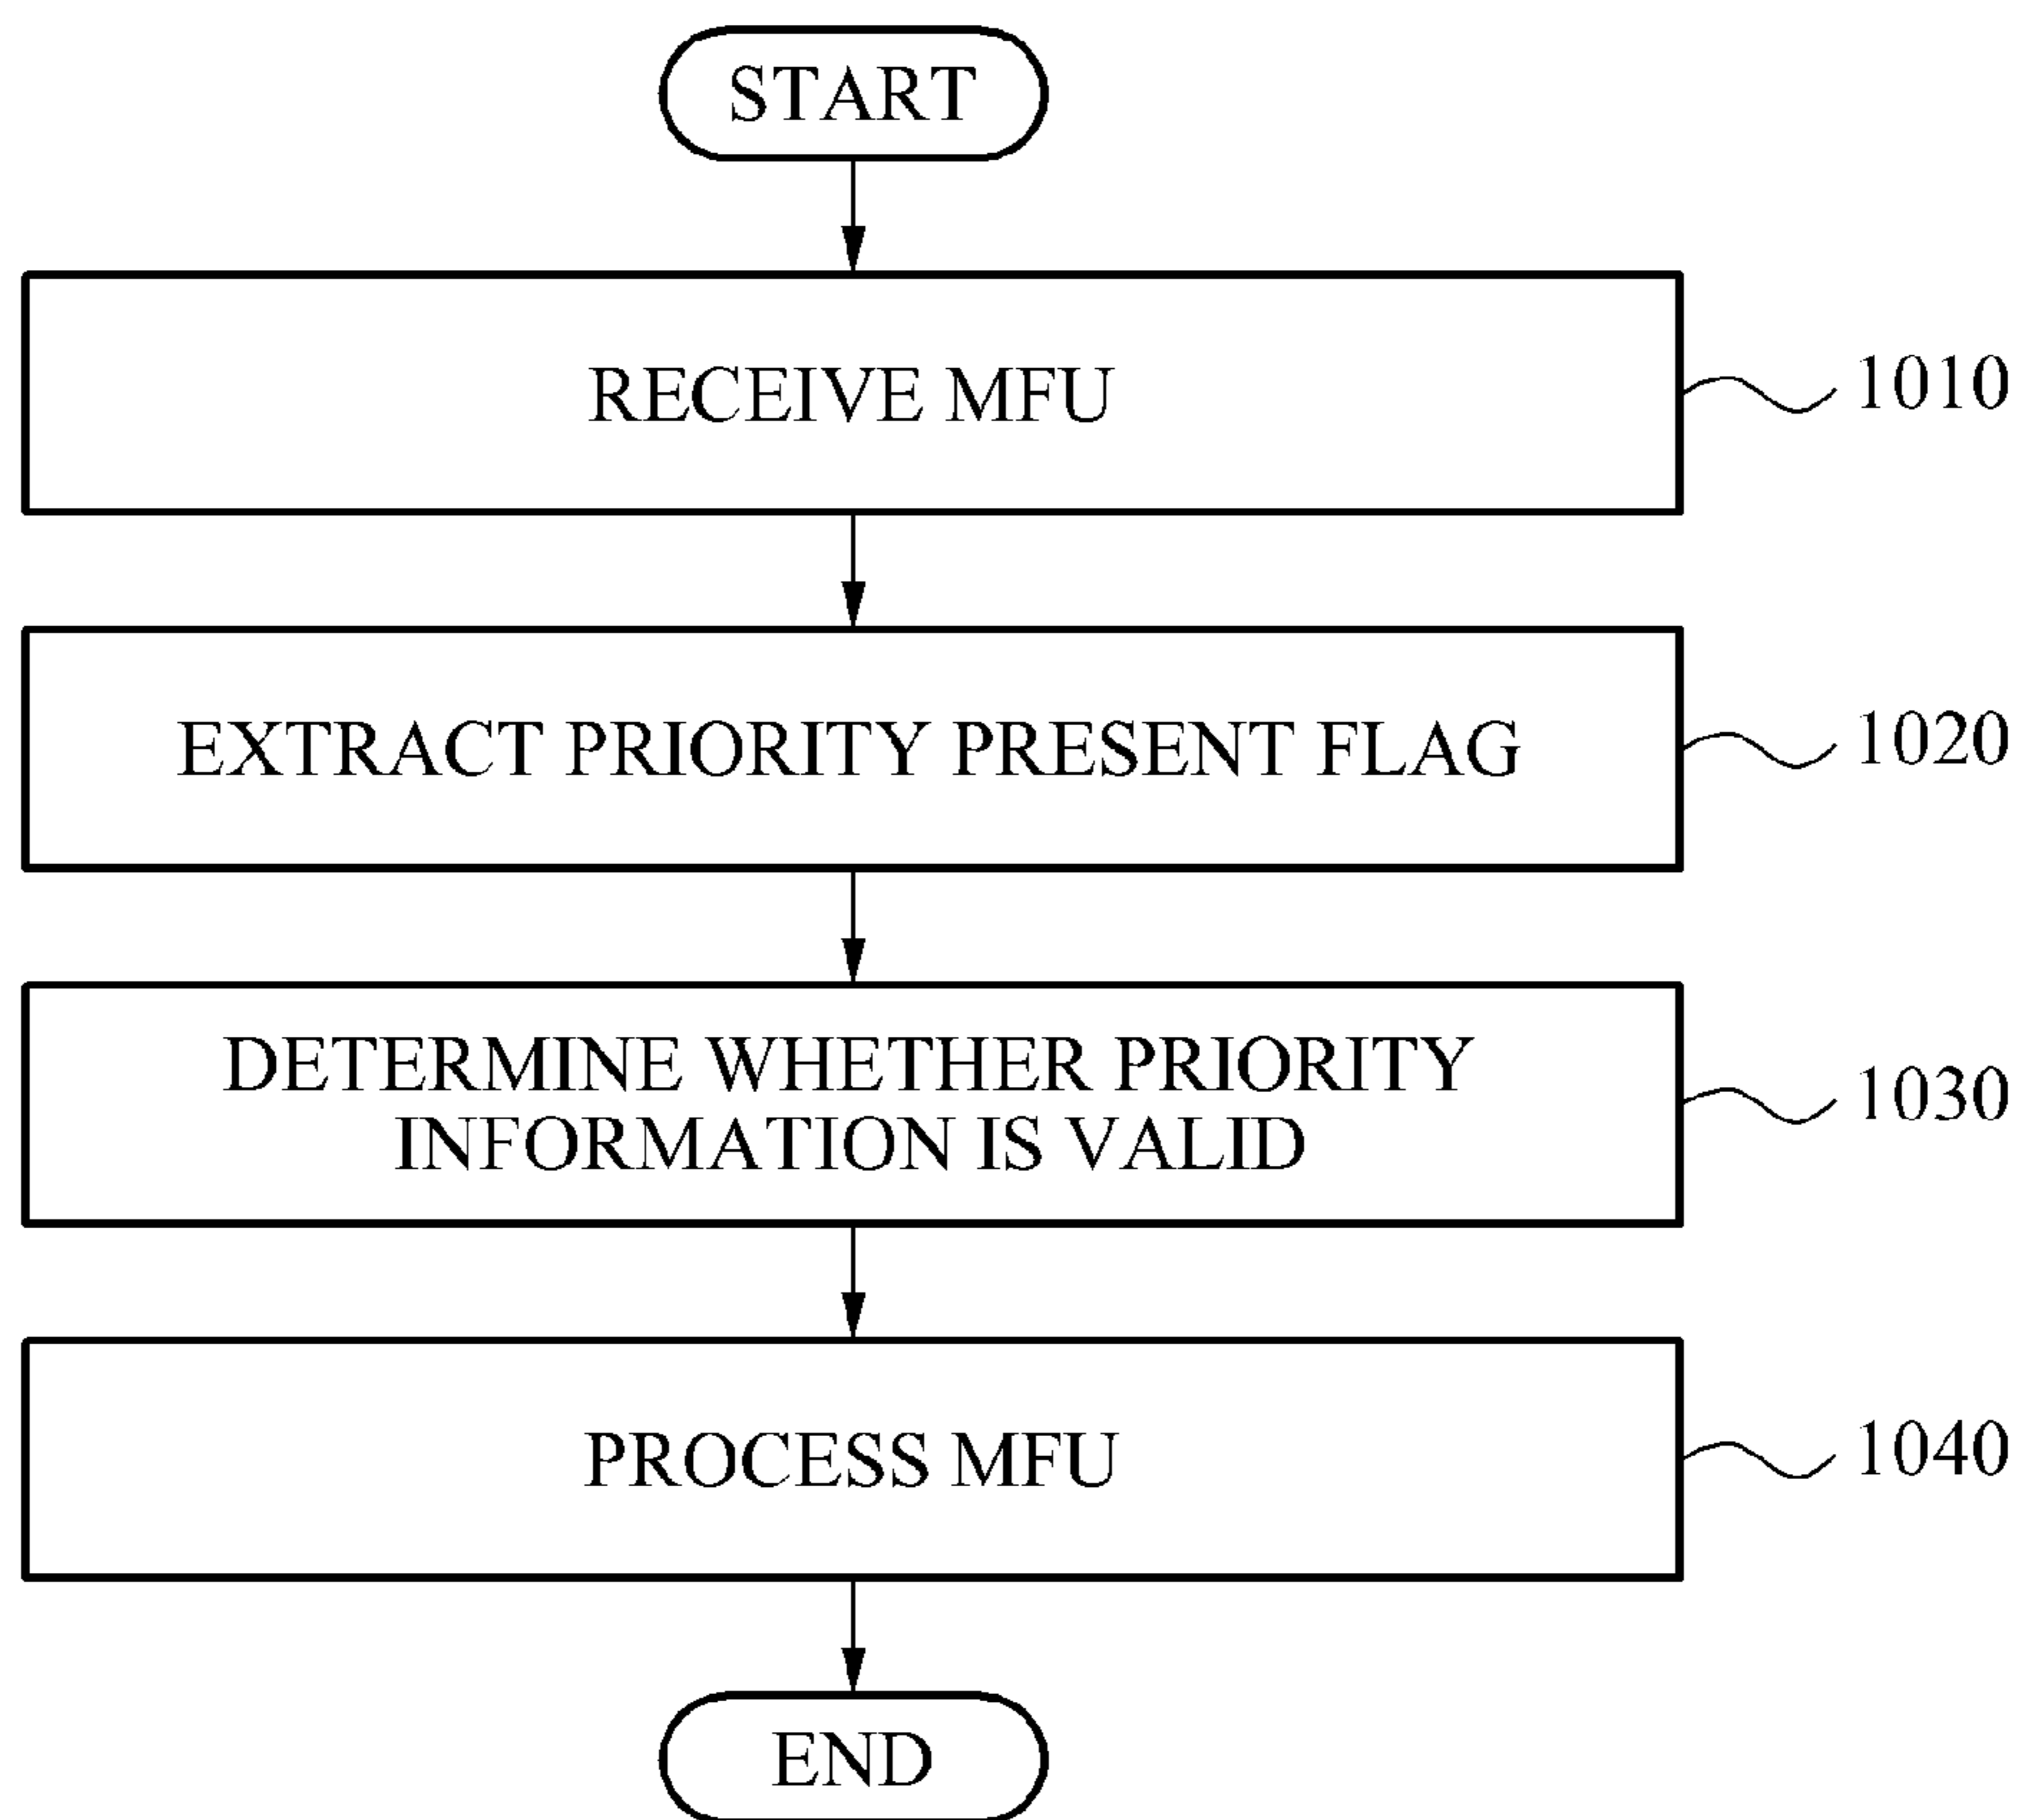 START
RECEIVE MFU
1010
EXTRACT PRIORITY PRESENT FLAG
1020
DETERMINE WHETHER PRIORITY
INFORMATION IS VALID
1030
PROCESS MFU
1040
END